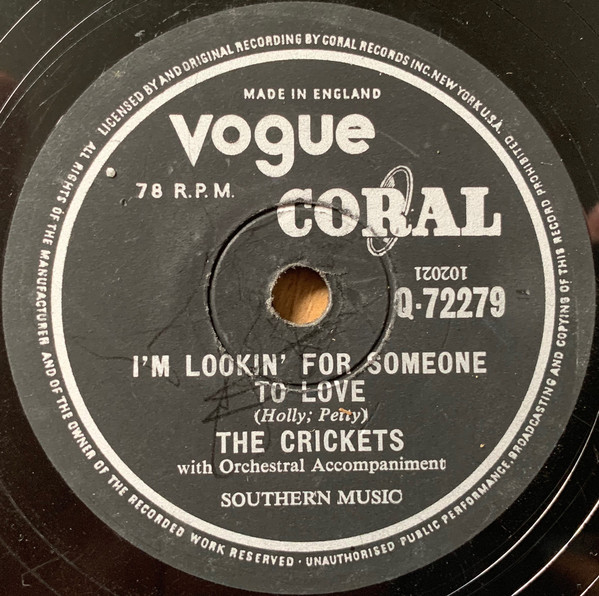 LICENSED BY AND ORIGINAL RECORDING BY CORAL RECORDS INC. NEW YORK U.S.A.
ALL RIGHTS OF THE MANUFACTURER AND OF THE OWNER OF THE RECORDED WORK RESERVED · UNAUTHORISED PUBLIC PERFORMANCE, BROADCASTING AND COPYING OF THIS RECORD PROHIBITED.
MADE IN ENGLAND
vogue
78 R.P.M.
CORAL
102021
Q·72279
I'M LOOKIN' FOR SOMEONE
TO LOVE
(Holly; Petty)
THE CRICKETS
with Orchestral Accompaniment
SOUTHERN MUSIC